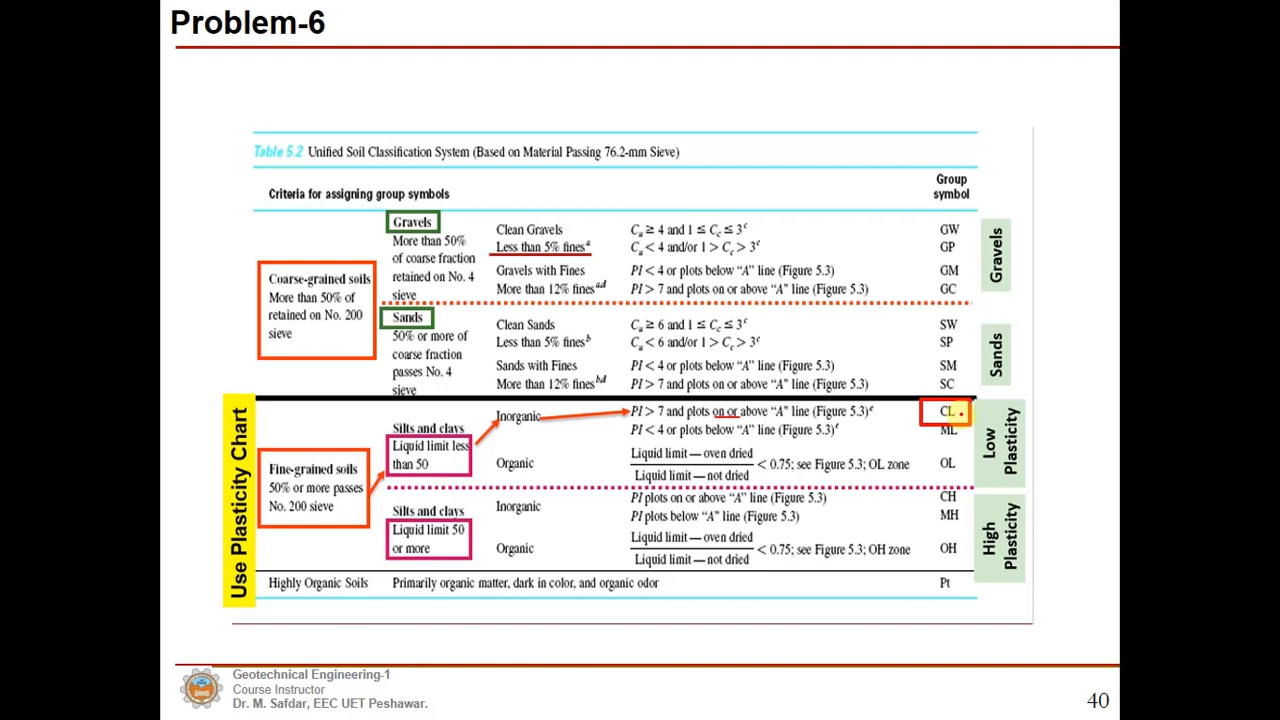 Problem-6
Table 5.2 Unified Soil Classification System (Based on Material Passing 76.2-mm Sieve)
Criteria for assigning group symbols
Group
symbol
Coarse-grained soils
More than 50% of
retained on No. 200
sieve
Gravels
More than 50%
of coarse fraction
retained on No. 4
sieve
Clean Gravels
Less than 5% finesᵃ
Cᵤ ≥ 4 and 1 ≤ C꜀ ≤ 3ᶜ
GW
Cᵤ < 4 and/or 1 > C꜀ > 3ᶜ
GP
Gravels with Fines
More than 12% finesᵃ,ᵈ
PI < 4 or plots below “A” line (Figure 5.3)
GM
PI > 7 and plots on or above “A” line (Figure 5.3)
GC
Gravels
Sands
50% or more of
coarse fraction
passes No. 4
sieve
Clean Sands
Less than 5% finesᵇ
Cᵤ ≥ 6 and 1 ≤ C꜀ ≤ 3ᶜ
SW
Cᵤ < 6 and/or 1 > C꜀ > 3ᶜ
SP
Sands with Fines
More than 12% finesᵇ,ᵈ
PI < 4 or plots below “A” line (Figure 5.3)
SM
PI > 7 and plots on or above “A” line (Figure 5.3)
SC
Sands
Use Plasticity Chart
Fine-grained soils
50% or more passes
No. 200 sieve
Silts and clays
Liquid limit less
than 50
Inorganic
PI > 7 and plots on or above “A” line (Figure 5.3)ᵉ
CL
PI < 4 or plots below “A” line (Figure 5.3)ᵉ
ML
Organic
Liquid limit—oven dried
Liquid limit—not dried
< 0.75; see Figure 5.3; OL zone
OL
Low
Plasticity
Silts and clays
Liquid limit 50
or more
Inorganic
PI plots on or above “A” line (Figure 5.3)
CH
PI plots below “A” line (Figure 5.3)
MH
Organic
Liquid limit—oven dried
Liquid limit—not dried
< 0.75; see Figure 5.3; OH zone
OH
High
Plasticity
Highly Organic Soils
Primarily organic matter, dark in color, and organic odor
Pt
Geotechnical Engineering-1
Course Instructor
Dr. M. Safdar, EEC UET Peshawar.
40